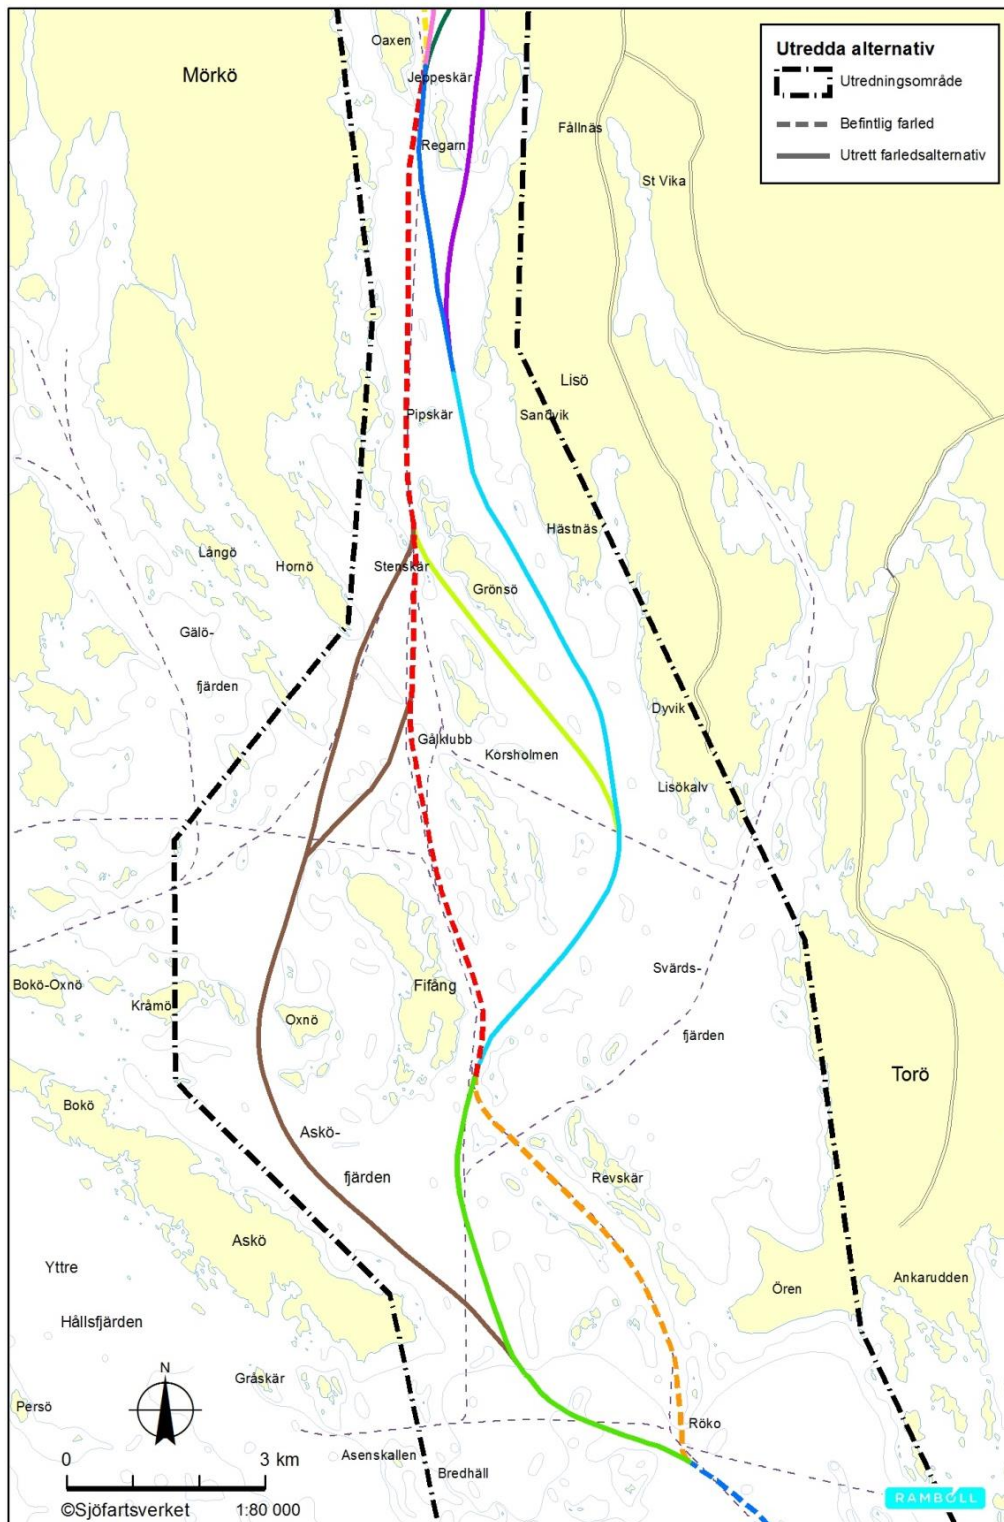 Utredda alternativ
Utredningsområde
Befintlig farled
Utrett farledsalternativ
Oaxen
Mörkö
Jeppeskär
Fållnäs
Regarn
St Vika
Lisö
Pipskär
Sandvik
Hästnäs
Långö
Hornö
Stenskär
Grönsö
Gälö-
fjärden
Dyvik
Gålklubb
Korsholmen
Lisökalv
Svärds-
fjärden
Bokö-Oxnö
Kråmö
Oxnö
Fifång
Torö
Bokö
Askö-
fjärden
Revskär
Askö
Yttre
Hållsfjärden
Ören
Ankarudden
N
Gråskär
Persö
Röko
Asenskallen
Bredhäll
0 3 km
©Sjöfartsverket 1:80 000
RAMBOLL